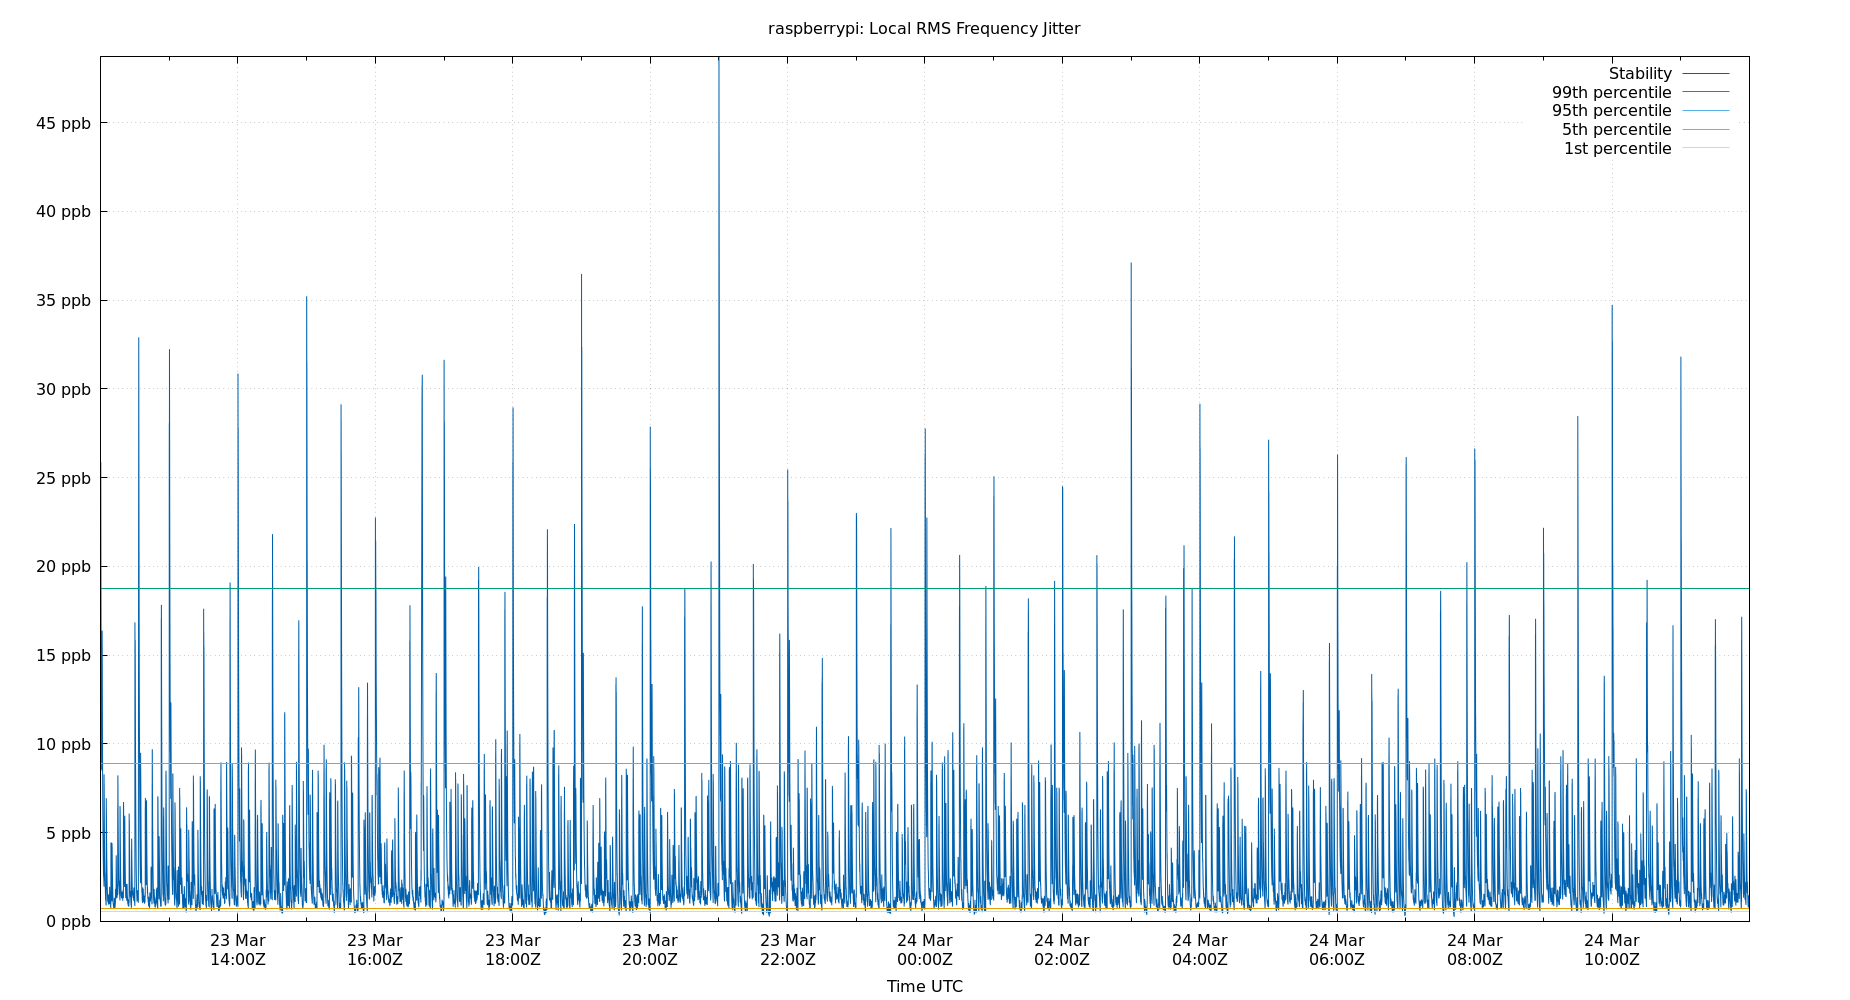 raspberrypi: Local RMS Frequency Jitter
Stability
99th percentile
95th percentile
5th percentile
1st percentile
45 ppb
40 ppb
35 ppb
30 ppb
25 ppb
20 ppb
15 ppb
10 ppb
5 ppb
0 ppb
23 Mar 23 Mar 23 Mar 23 Mar 23 Mar 24 Mar 24 Mar 24 Mar 24 Mar 24 Mar 24 Mar
14:00Z 16:00Z 18:00Z 20:00Z 22:00Z 00:00Z 02:00Z 04:00Z 06:00Z 08:00Z 10:00Z
Time UTC